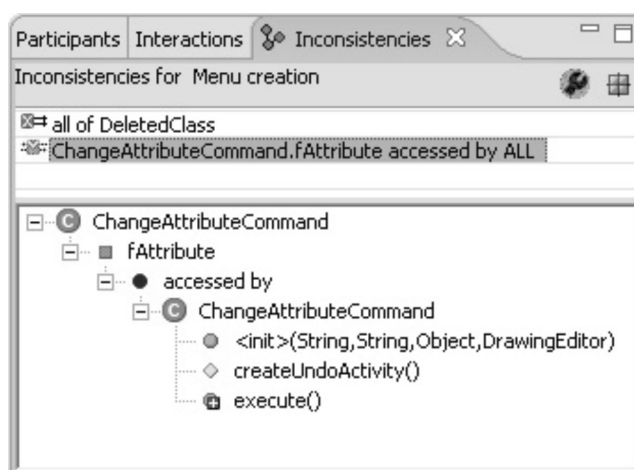 Participants Interactions Inconsistencies
Inconsistencies for Menu creation
all of DeletedClass
ChangeAttributeCommand.fAttribute accessed by ALL
C ChangeAttributeCommand
fAttribute
accessed by
C ChangeAttributeCommand
<init>(String,String,Object,DrawingEditor)
createUndoActivity()
execute()